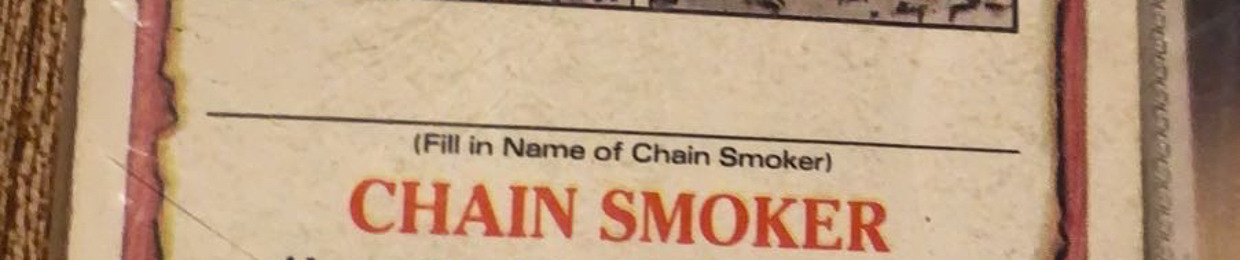 (Fill in Name of Chain Smoker)
CHAIN SMOKER